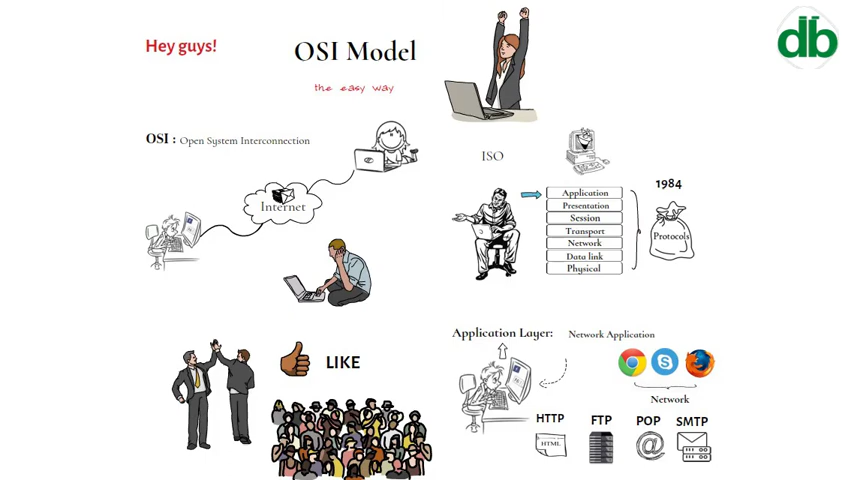 Hey guys!
OSI Model
the easy way
db
OSI : Open System Interconnection
Internet
ISO
1984
Application
Presentation
Session
Transport
Network
Data link
Physical
Protocols
LIKE
Application Layer: Network Application
Network
HTTP
FTP
POP
SMTP
HTML